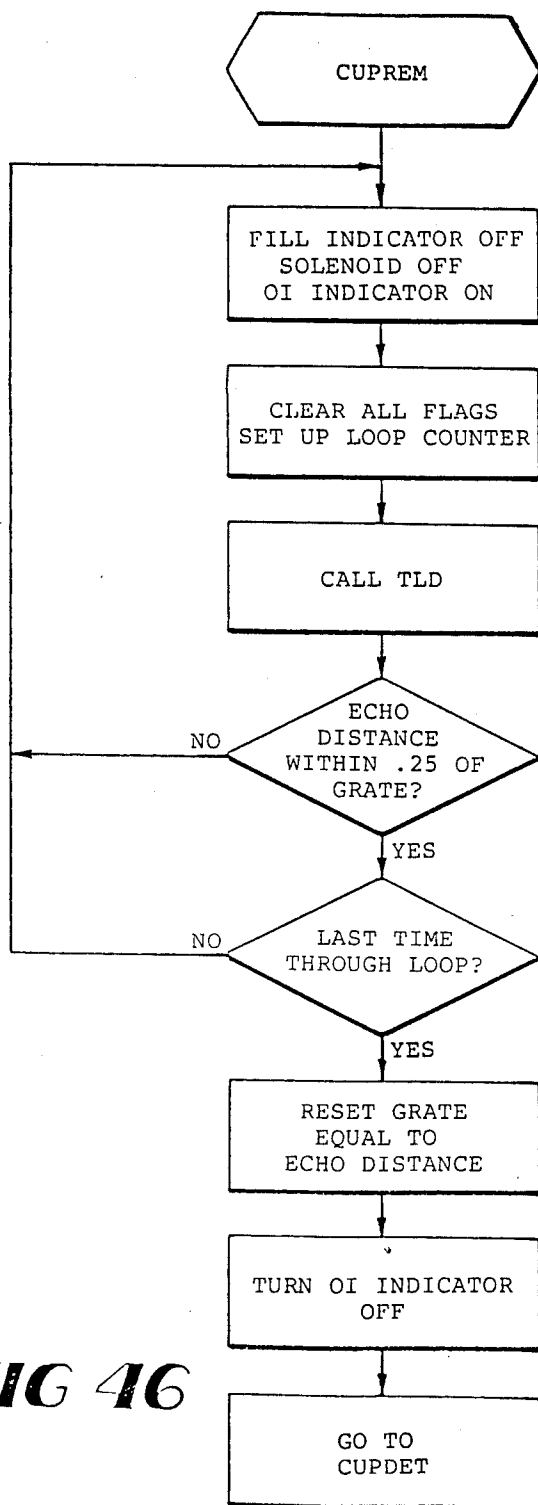 CUPREM
FILL INDICATOR OFF
SOLENOID OFF
OI INDICATOR ON
CLEAR ALL FLAGS
SET UP LOOP COUNTER
CALL TLD
ECHO
DISTANCE
WITHIN .25 OF
GRATE?
NO
YES
LAST TIME
THROUGH LOOP?
NO
YES
RESET GRATE
EQUAL TO
ECHO DISTANCE
TURN OI INDICATOR
OFF
IG 46
GO TO
CUPDET